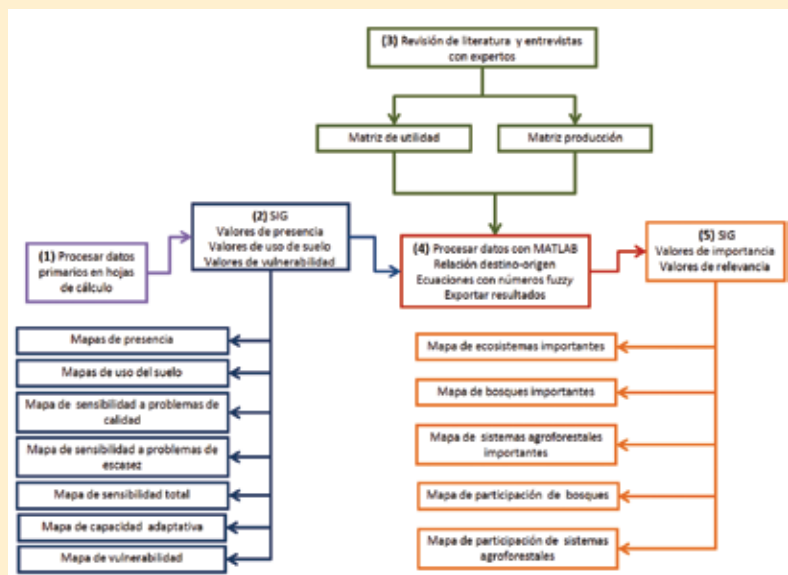 (3) Revisión de literatura y entrevistas
con expertos
Matriz de utilidad
Matriz producción
(1) Procesar datos
primarios en hojas
de cálculo
(2) SIG
Valores de presencia
Valores de uso de suelo
Valores de vulnerabilidad
(4) Procesar datos con MATLAB
Relación destino-origen
Ecuaciones con números fuzzy
Exportar resultados
(5) SIG
Valores de importancia
Valores de relevancia
Mapas de presencia
Mapas de uso del suelo
Mapa de sensibilidad a problemas de
calidad
Mapa de sensibilidad a problemas de
escasez
Mapa de sensibilidad total
Mapa de capacidad adaptativa
Mapa de vulnerabilidad
Mapa de ecosistemas importantes
Mapa de bosques importantes
Mapa de sistemas agroforestales
importantes
Mapa de participación de bosques
Mapa de participación de sistemas
agroforestales